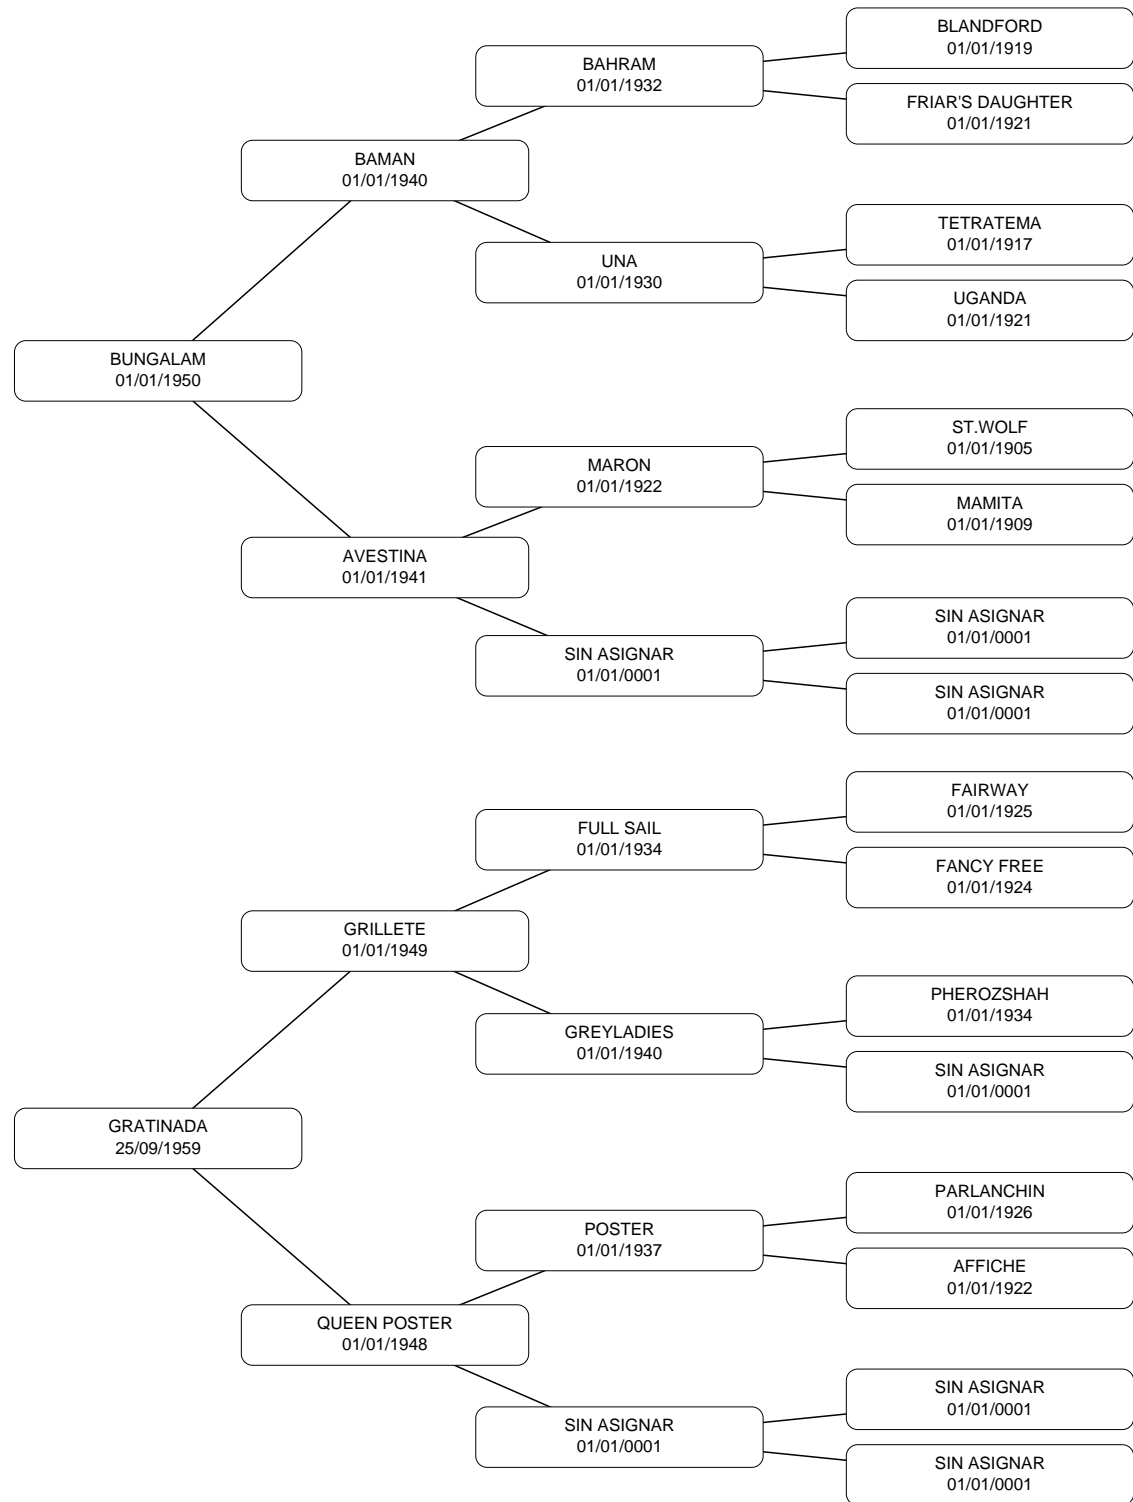 BLANDFORD
01/01/1919
BAHRAM
01/01/1932
FRIAR'S DAUGHTER
01/01/1921
BAMAN
01/01/1940
TETRATEMA
01/01/1917
UNA
01/01/1930
UGANDA
01/01/1921
BUNGALAM
01/01/1950
ST.WOLF
01/01/1905
MARON
01/01/1922
MAMITA
01/01/1909
AVESTINA
01/01/1941
SIN ASIGNAR
01/01/0001
SIN ASIGNAR
01/01/0001
SIN ASIGNAR
01/01/0001
FAIRWAY
01/01/1925
FULL SAIL
01/01/1934
FANCY FREE
01/01/1924
GRILLETE
01/01/1949
PHEROZSHAH
01/01/1934
GREYLADIES
01/01/1940
SIN ASIGNAR
01/01/0001
GRATINADA
25/09/1959
PARLANCHIN
01/01/1926
POSTER
01/01/1937
AFFICHE
01/01/1922
QUEEN POSTER
01/01/1948
SIN ASIGNAR
01/01/0001
SIN ASIGNAR
01/01/0001
SIN ASIGNAR
01/01/0001